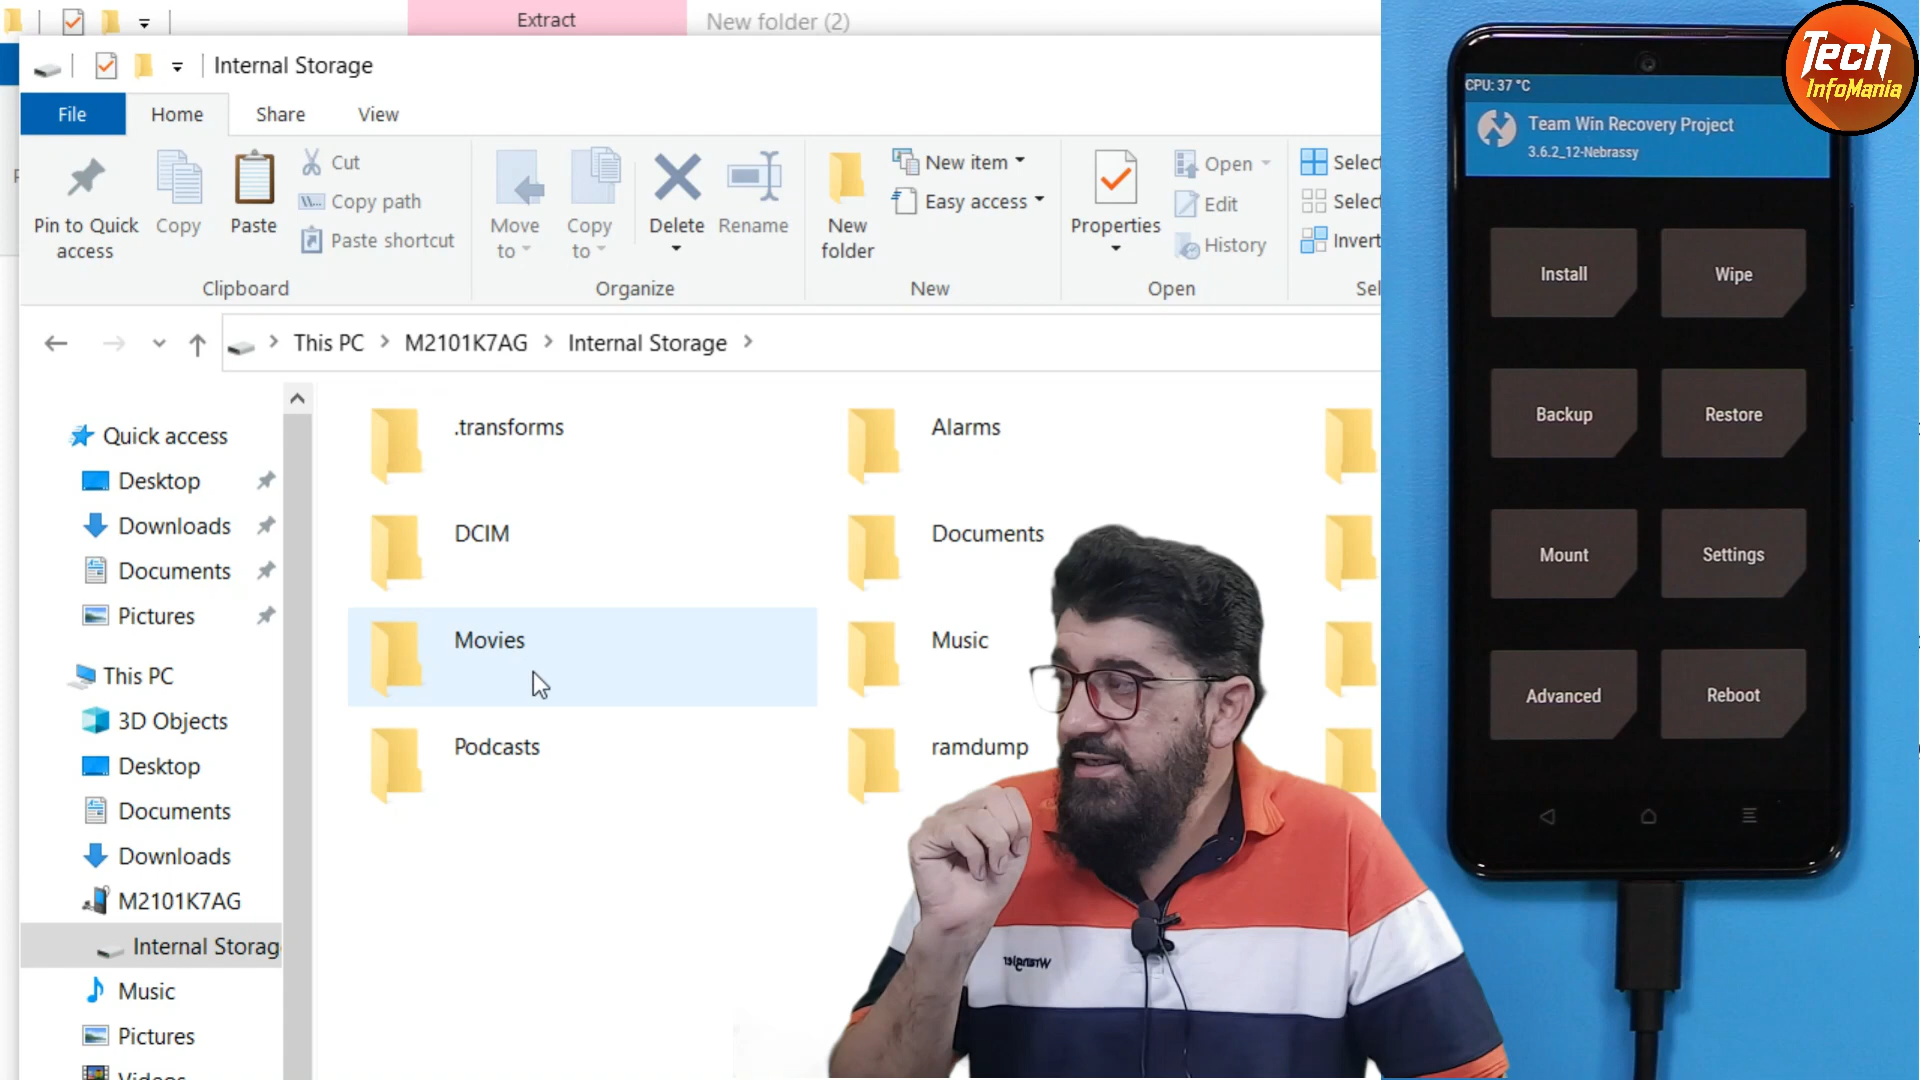 Extract
New folder (2)
Internal Storage
File
Home
Share
View
Pin to Quick
access
Copy
Paste
Cut
Copy path
Paste shortcut
Clipboard
Move
to
Copy
to
Delete
Rename
Organize
New
folder
New item
Easy access
New
Properties
Open
Edit
History
Open
Select
Select
Invert
Sel
This PC
M2101K7AG
Internal Storage
Quick access
Desktop
Downloads
Documents
Pictures
This PC
3D Objects
Desktop
Documents
Downloads
M2101K7AG
Internal Storag
Music
Pictures
Videos
.transforms
Alarms
DCIM
Documents
Movies
Music
Podcasts
ramdump
Wrangler
Tech
InfoMania
CPU: 37 °C
Team Win Recovery Project
3.6.2_12-Nebrassy
Install
Wipe
Backup
Restore
Mount
Settings
Advanced
Reboot